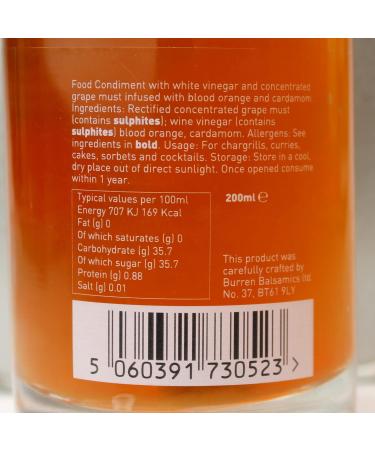 Food Condiment with white vinegar and concentrated
grape must infused with blood orange and cardamom.
Ingredients: Rectified concentrated grape must
(contains sulphites); wine vinegar (contains
sulphites) blood orange, cardamom. Allergens: See
ingredients in bold. Usage: For chargrills, curries,
cakes, sorbets and cocktails. Storage: Store in a cool,
dry place out of direct sunlight. Once opened consume
within 1 year.
Typical values per 100ml
Energy 707 KJ 169 Kcal
Fat (g) 0
Of which saturates (g) 0
Carbohydrate (g) 35.7
Of which sugar (g) 35.7
Protein (g) 0.88
Salt (g) 0.01
200ml ℮
This product was
carefully crafted by
Burren Balsamics ltd.
No. 37, BT61 9LY
5 060391 730523 >